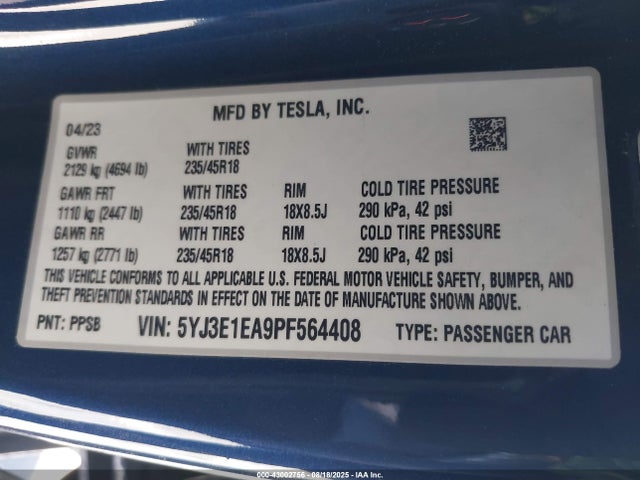 MFD BY TESLA, INC.
04/23
GVWR WITH TIRES
2129 kg (4694 lb) 235/45R18
GAWR FRT WITH TIRES RIM COLD TIRE PRESSURE
1110 kg (2447 lb) 235/45R18 18X8.5J 290 kPa, 42 psi
GAWR RR WITH TIRES RIM COLD TIRE PRESSURE
1257 kg (2771 lb) 235/45R18 18X8.5J 290 kPa, 42 psi
THIS VEHICLE CONFORMS TO ALL APPLICABLE U.S. FEDERAL MOTOR VEHICLE SAFETY, BUMPER, AND
THEFT PREVENTION STANDARDS IN EFFECT ON THE DATE OF MANUFACTURE SHOWN ABOVE.
PNT: PPSB VIN: 5YJ3E1EA9PF564408 TYPE: PASSENGER CAR
000-43002756 - 08/18/2025 - IAA Inc.